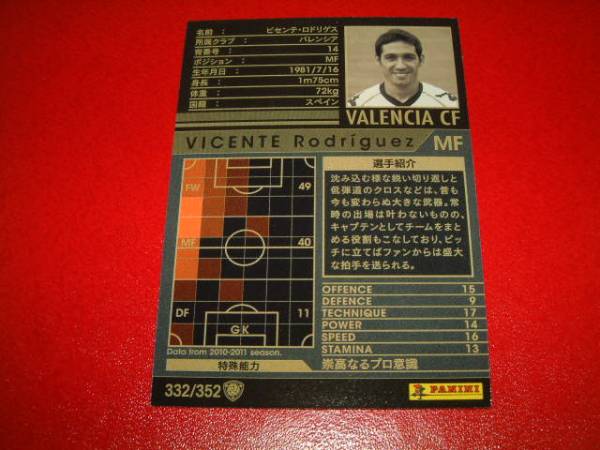 名前 : ビセンテ・ロドリゲス
所属クラブ : バレンシア
背番号 : 14
ポジション : MF
生年月日 : 1981/7/16
身長 : 1m75cm
体重 : 72kg
国籍 : スペイン
VALENCIA CF
VICENTE Rodríguez MF
FW 49
MF 40
DF 11
GK
Data from 2010-2011 season.
選手紹介
沈み込む様な鋭い切り返しと
低弾道のクロスなどは、昔も
今も変わらぬ大きな武器。常
時の出場は叶わないものの、
キャプテンとしてチームをまと
める役割もこなしており、ピッ
チに立てばファンからは盛大
な拍手を送られる。
OFFENCE 15
DEFENCE 9
TECHNIQUE 17
POWER 14
SPEED 16
STAMINA 13
特殊能力 崇高なるプロ意識
332/352
PANINI